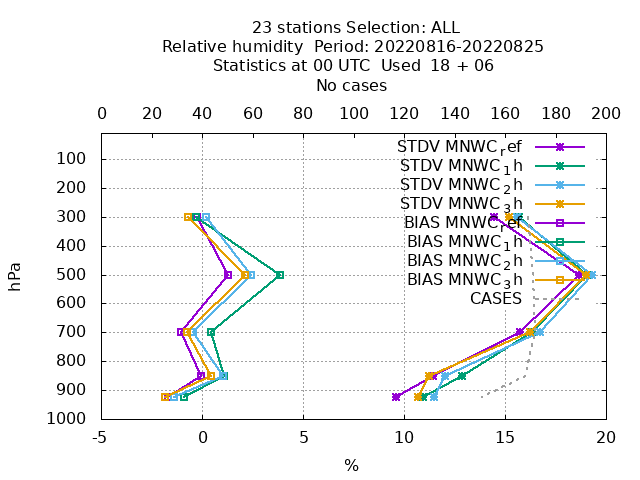 23 stations Selection: ALL
Relative humidity  Period: 20220816-20220825
Statistics at 00 UTC  Used  18 + 06
No cases
0 20 40 60 80 100 120 140 160 180 200
STDV MNWC_ref
STDV MNWC_1h
STDV MNWC_2h
STDV MNWC_3h
BIAS MNWC_ref
BIAS MNWC_1h
BIAS MNWC_2h
BIAS MNWC_3h
CASES
hPa
100
200
300
400
500
600
700
800
900
1000
-5 0 5 10 15 20
%